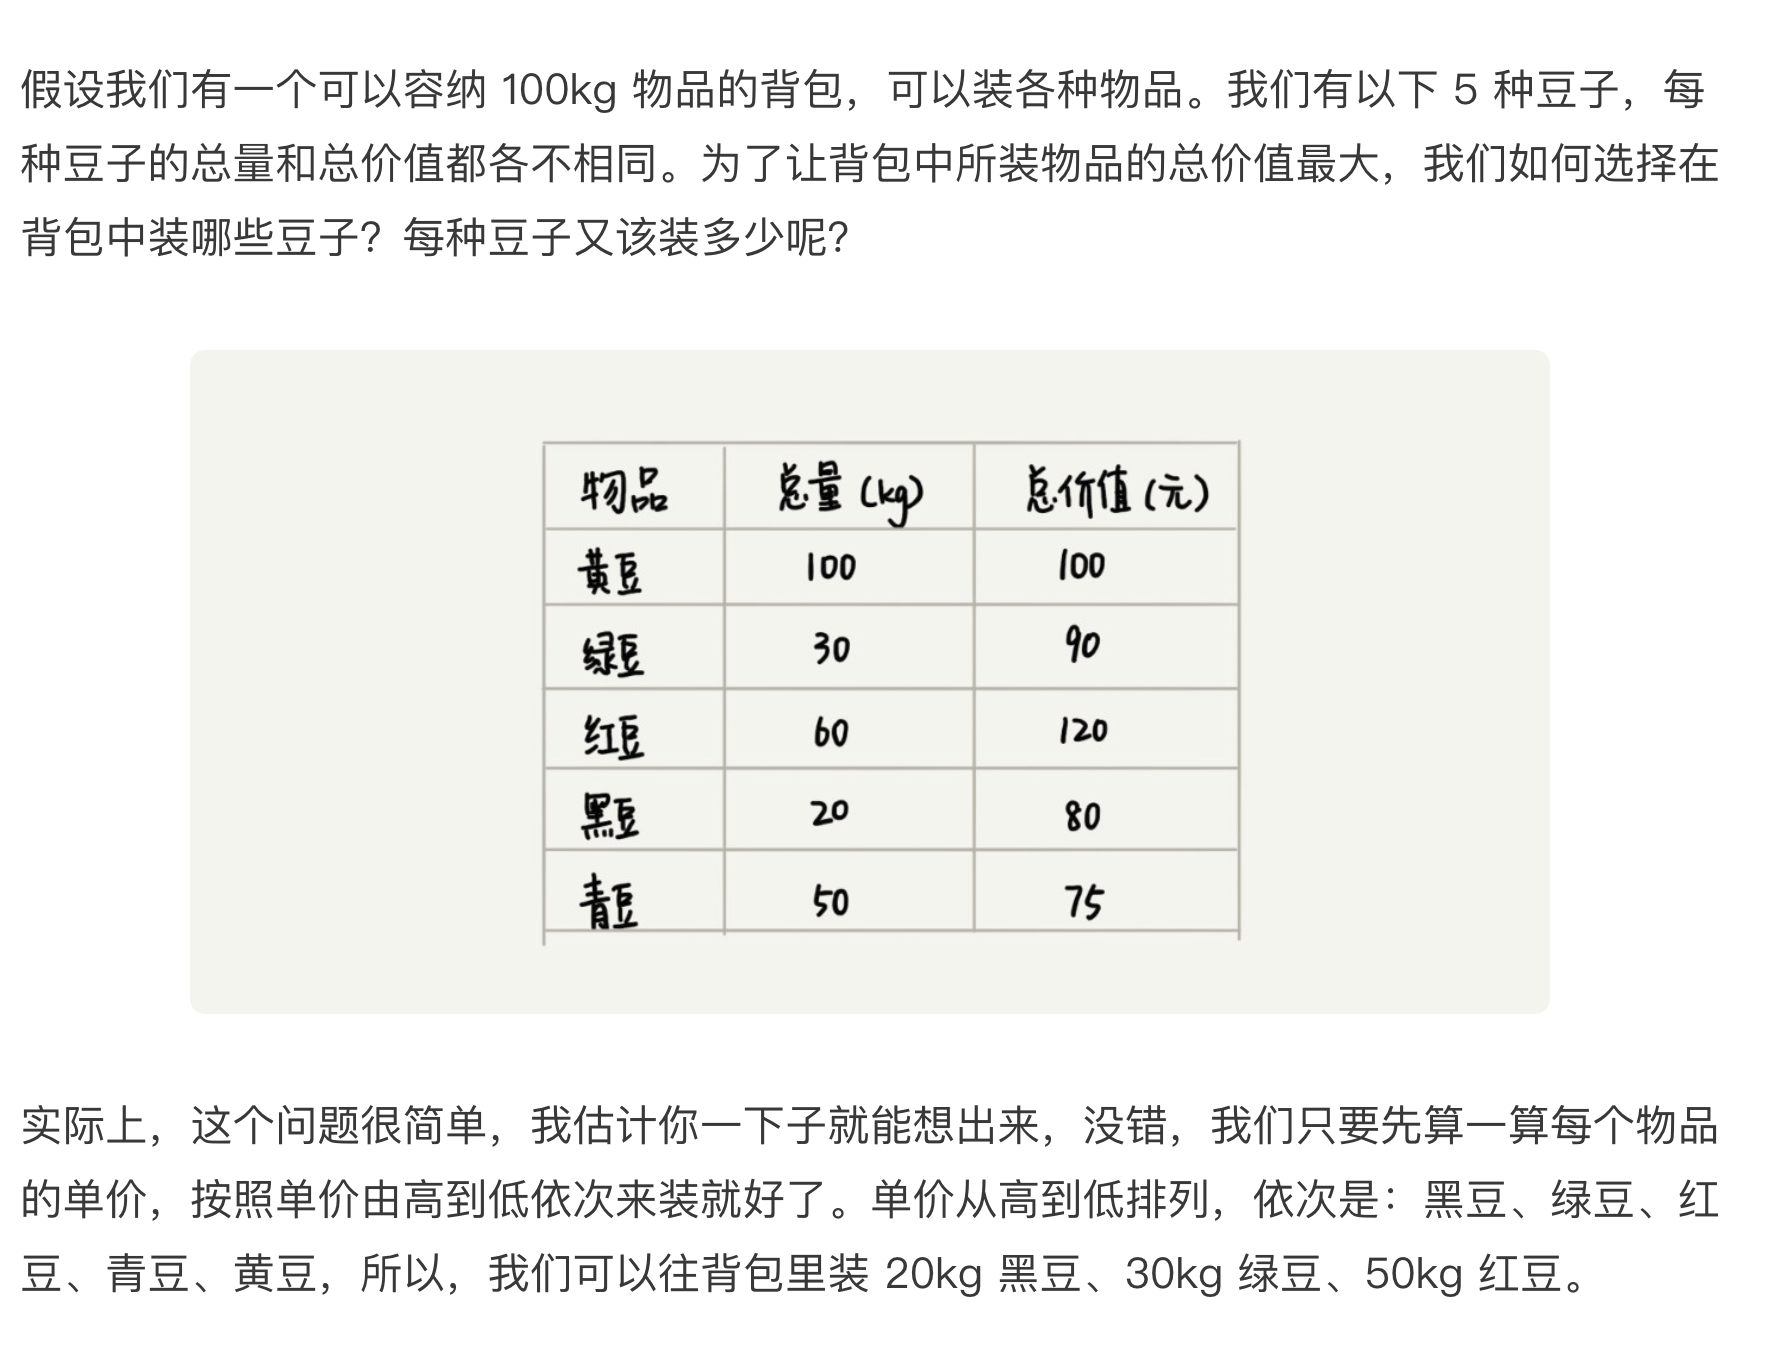 假设我们有一个可以容纳 100kg 物品的背包，可以装各种物品。我们有以下 5 种豆子，每
种豆子的总量和总价值都各不相同。为了让背包中所装物品的总价值最大，我们如何选择在
背包中装哪些豆子？每种豆子又该装多少呢？
物品 总量(kg) 总价值(元)
黄豆 100 100
绿豆 30 90
红豆 60 120
黑豆 20 80
青豆 50 75
实际上，这个问题很简单，我估计你一下子就能想出来，没错，我们只要先算一算每个物品
的单价，按照单价由高到低依次来装就好了。单价从高到低排列，依次是：黑豆、绿豆、红
豆、青豆、黄豆，所以，我们可以往背包里装 20kg 黑豆、30kg 绿豆、50kg 红豆。